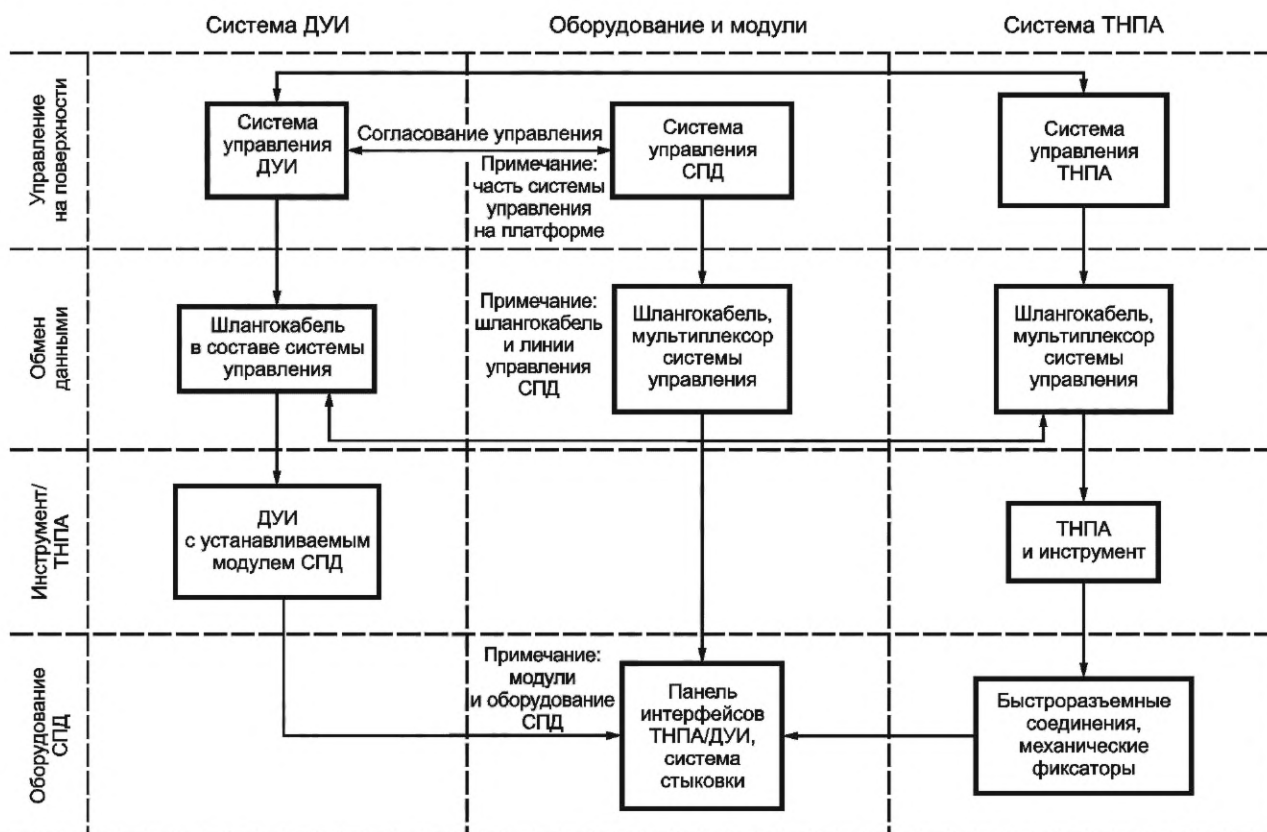 Система ДУИ
Оборудование и модули
Система ТНПА
Управление
на поверхности
Система
управления
ДУИ
Согласование управления
Примечание:
часть системы
управления
на платформе
Система
управления
СПД
Система
управления
ТНПА
Обмен
данными
Шлангокабель
в составе системы
управления
Примечание:
шлангокабель
и линии
управления
СПД
Шлангокабель,
мультиплексор
системы
управления
Шлангокабель,
мультиплексор
системы
управления
Инструмент/
ТНПА
ДУИ
с устанавливаемым
модулем СПД
ТНПА
и инструмент
Оборудование
СПД
Примечание:
модули
и оборудование
СПД
Панель
интерфейсов
ТНПА/ДУИ,
система
стыковки
Быстроразъемные
соединения,
механические
фиксаторы